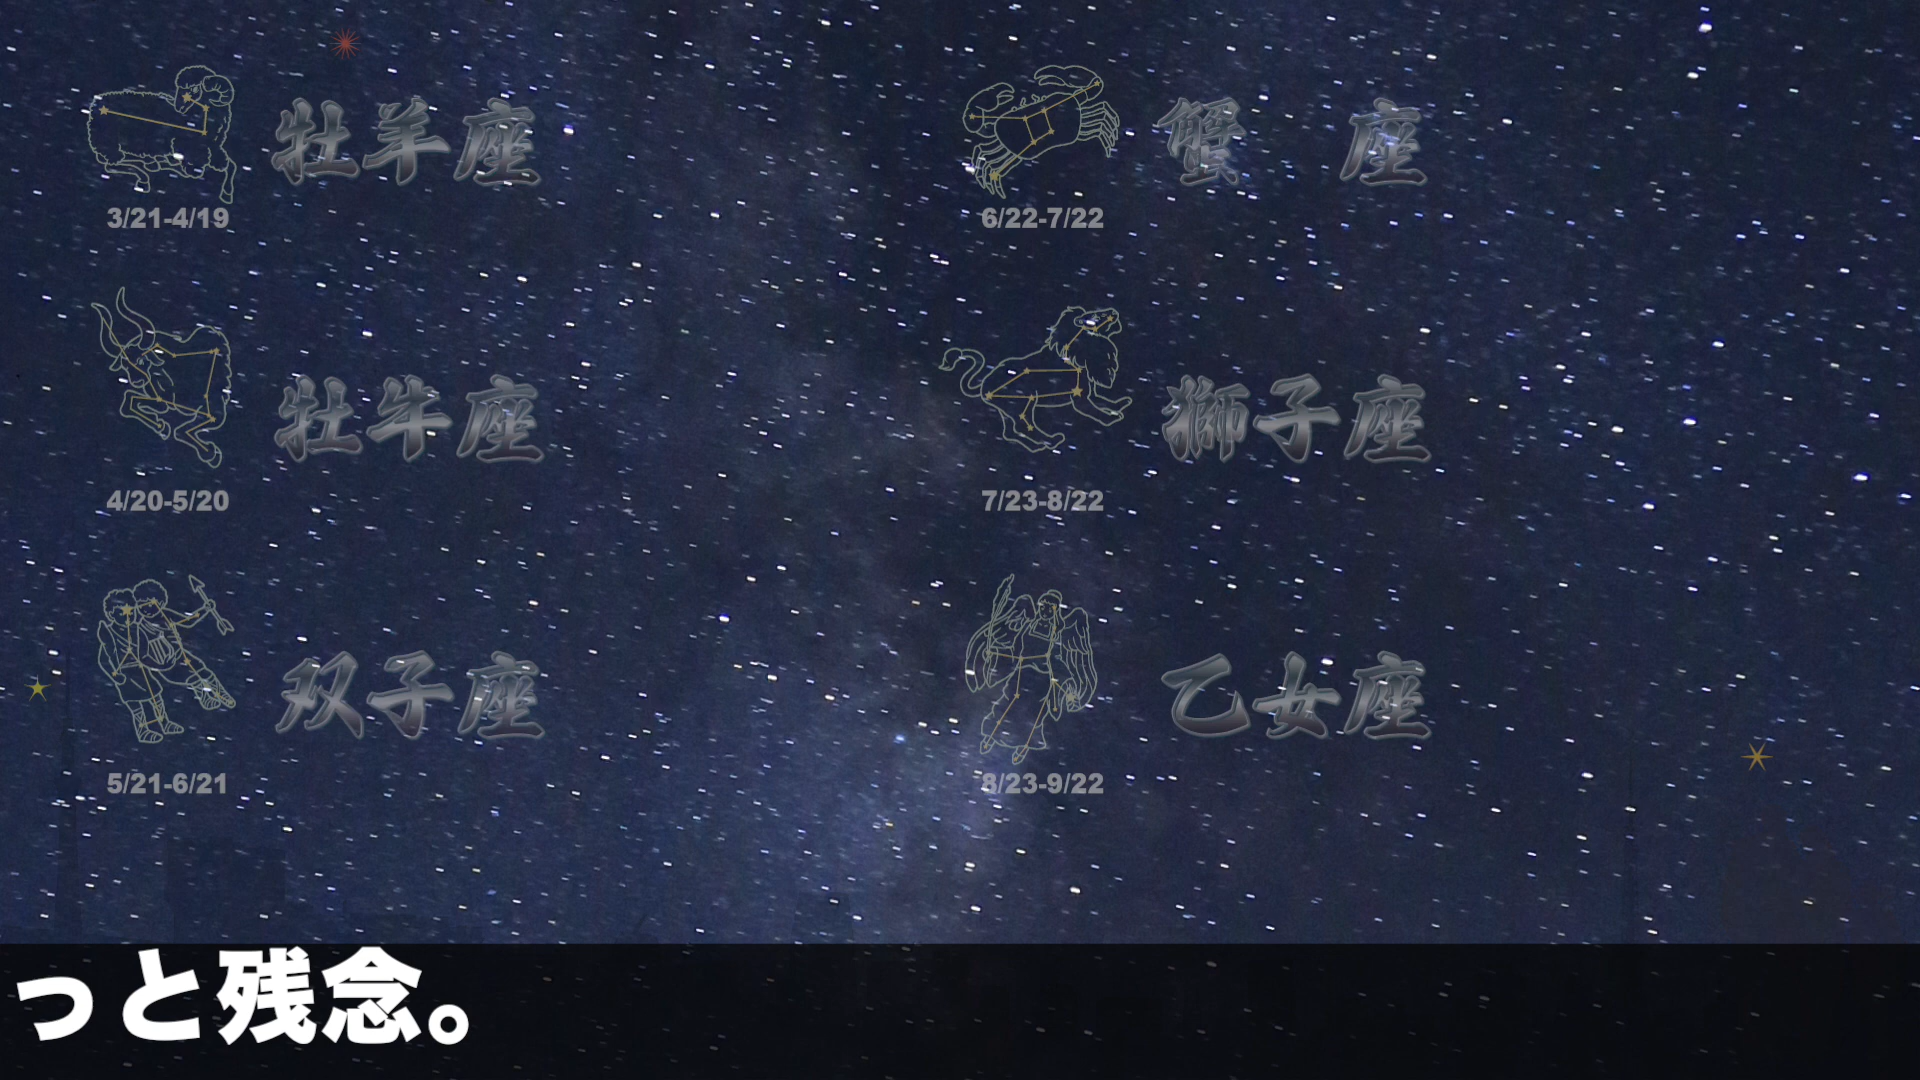 牡羊座
3/21-4/19
牡牛座
4/20-5/20
双子座
5/21-6/21
蟹　座
6/22-7/22
獅子座
7/23-8/22
乙女座
8/23-9/22
っと残念。